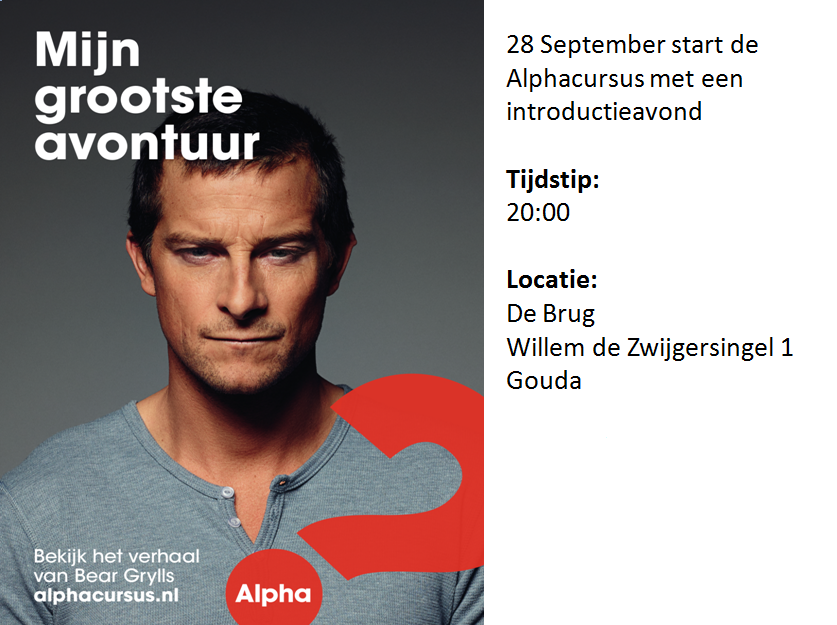 Mijn
grootste
avontuur
Bekijk het verhaal
van Bear Grylls
alphacursus.nl
Alpha
28 September start de
Alphacursus met een
introductieavond
Tijdstip:
20:00
Locatie:
De Brug
Willem de Zwijgersingel 1
Gouda